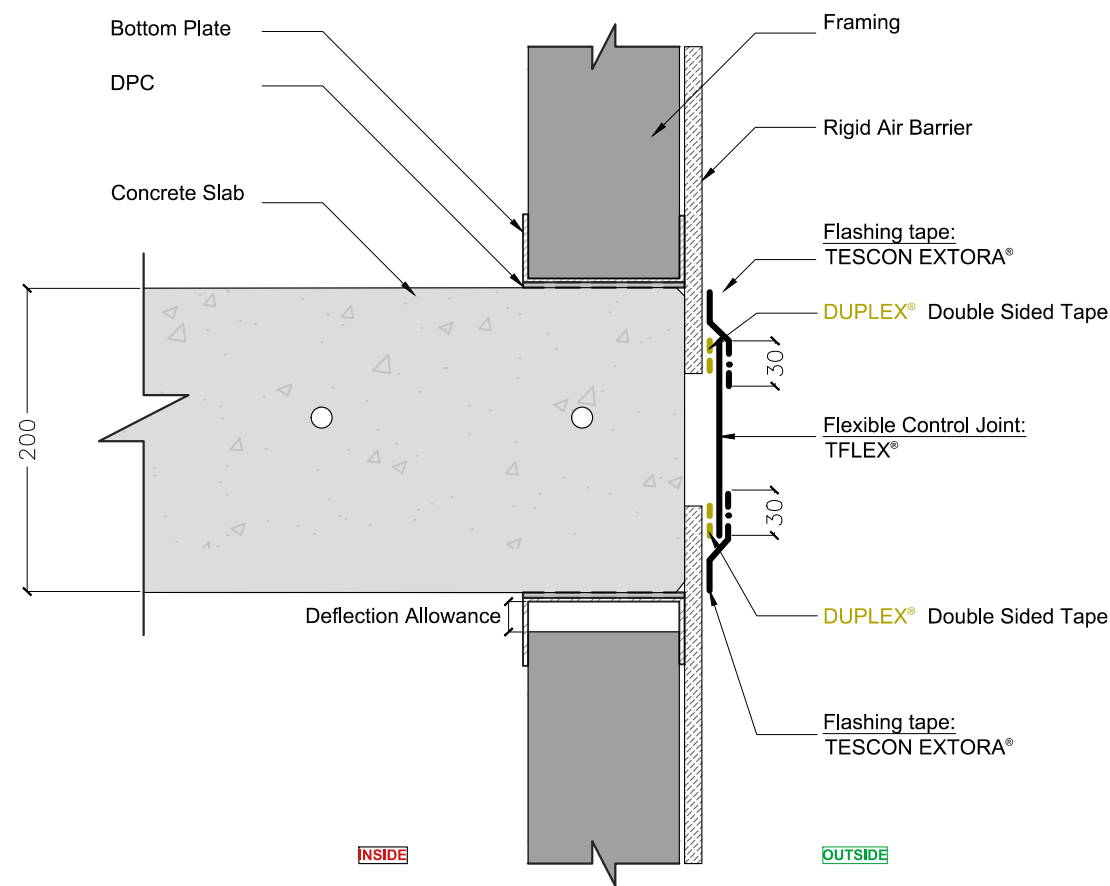 Bottom Plate
Framing
DPC
Rigid Air Barrier
Concrete Slab
Flashing tape:
TESCON EXTORA®
DUPLEX® Double Sided Tape
30
200
Flexible Control Joint:
TFLEX®
30
Deflection Allowance
DUPLEX® Double Sided Tape
Flashing tape:
TESCON EXTORA®
INSIDE
OUTSIDE